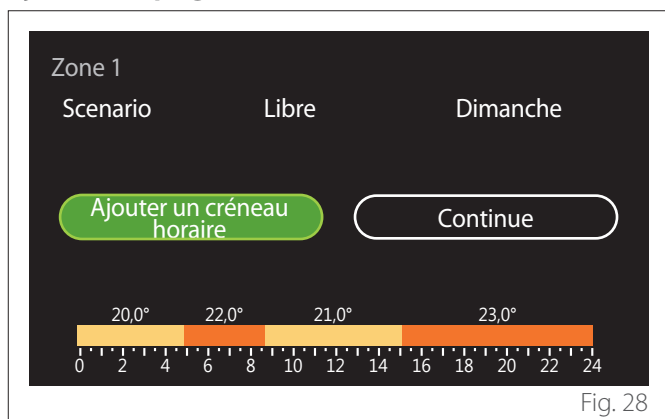 Zone 1
Scenario Libre Dimanche
Ajouter un créneau
horaire
Continue
20,0° 22,0° 21,0° 23,0°
0 2 4 6 8 10 12 14 16 18 20 22 24
Fig. 28